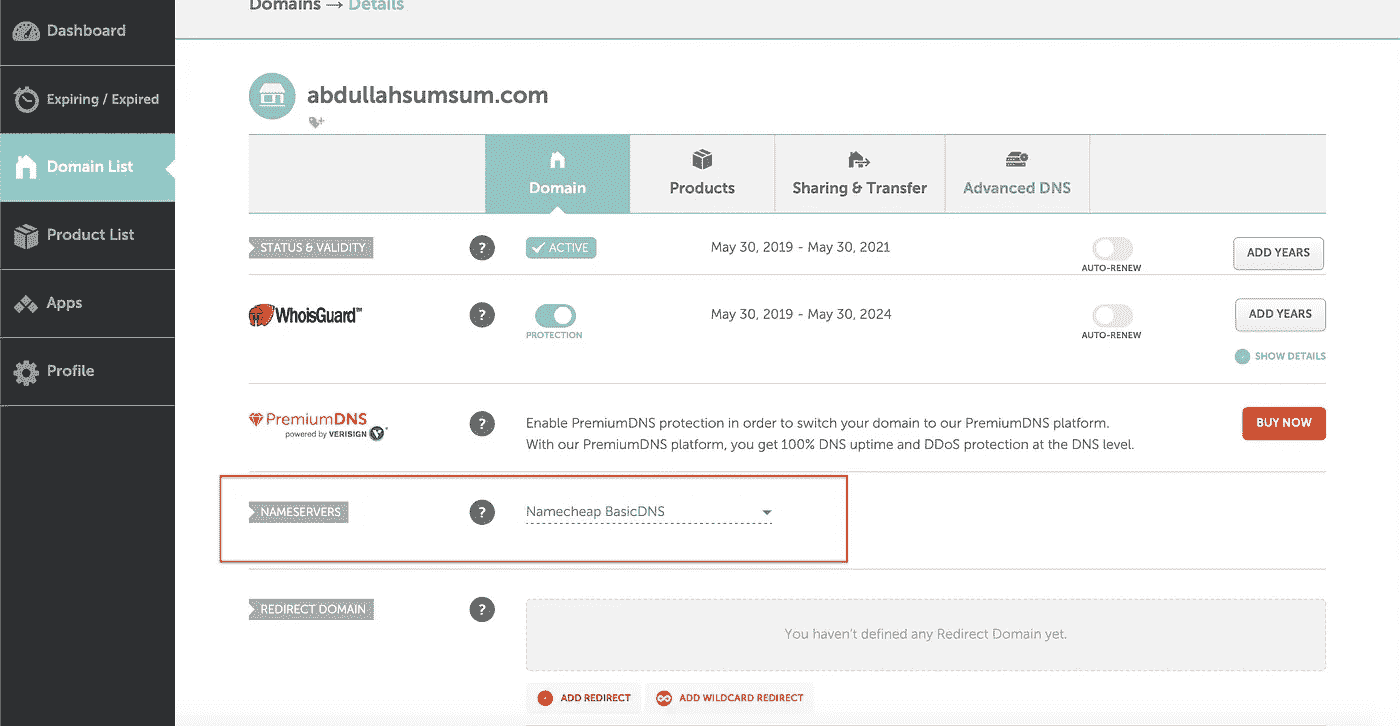 Domains → Details
Dashboard
Expiring / Expired
Domain List
Product List
Apps
Profile
abdullahsumsum.com
Domain
Products
Sharing & Transfer
Advanced DNS
STATUS & VALIDITY
?
ACTIVE
May 30, 2019 - May 30, 2021
AUTO-RENEW
ADD YEARS
WhoisGuard™
?
PROTECTION
May 30, 2019 - May 30, 2024
AUTO-RENEW
ADD YEARS
SHOW DETAILS
PremiumDNS
powered by VERISIGN
?
Enable PremiumDNS protection in order to switch your domain to our PremiumDNS platform.
With our PremiumDNS platform, you get 100% DNS uptime and DDoS protection at the DNS level.
BUY NOW
NAMESERVERS
?
Namecheap BasicDNS
REDIRECT DOMAIN
?
You haven't defined any Redirect Domain yet.
ADD REDIRECT
ADD WILDCARD REDIRECT